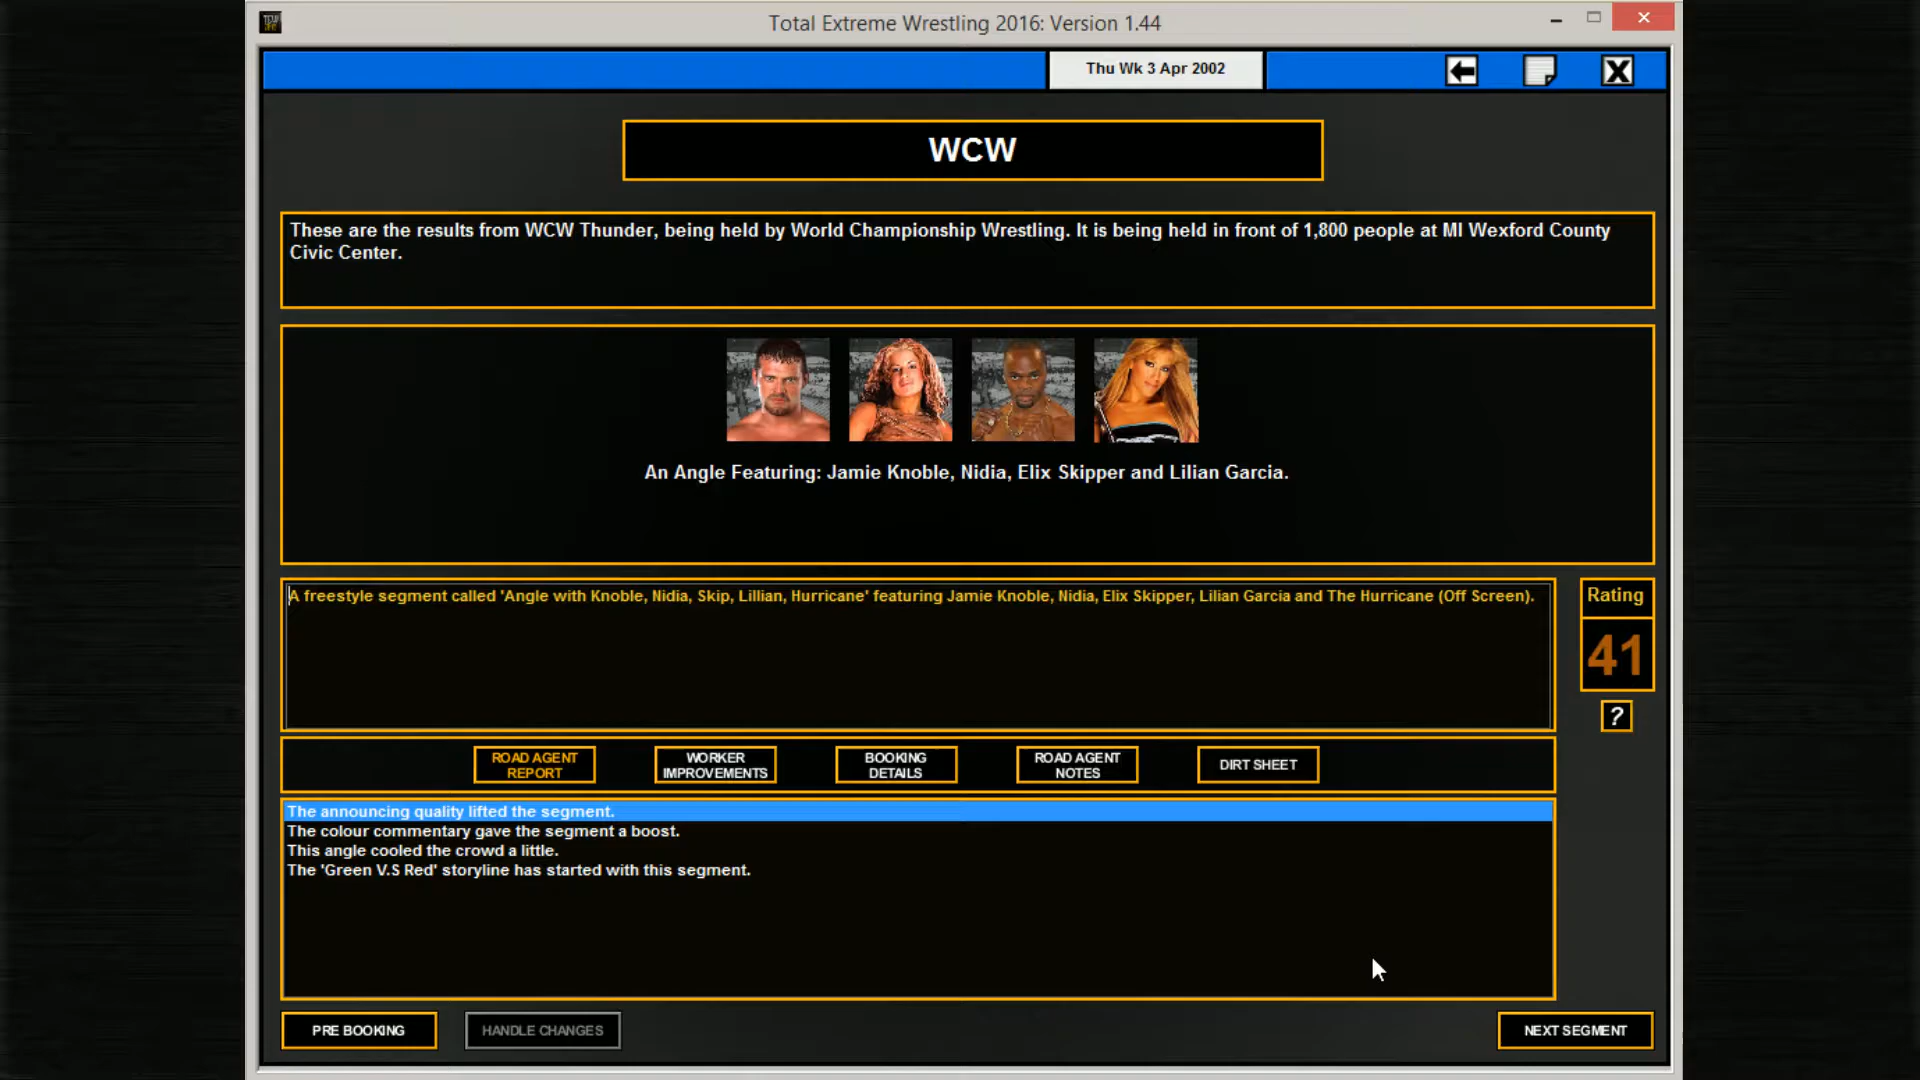 Total Extreme Wrestling 2016: Version 1.44
Thu Wk 3 Apr 2002
WCW
These are the results from WCW Thunder, being held by World Championship Wrestling. It is being held in front of 1,800 people at MI Wexford County
Civic Center.
An Angle Featuring: Jamie Knoble, Nidia, Elix Skipper and Lilian Garcia.
A freestyle segment called 'Angle with Knoble, Nidia, Skip, Lillian, Hurricane' featuring Jamie Knoble, Nidia, Elix Skipper, Lilian Garcia and The Hurricane (Off Screen).
Rating
41
?
ROAD AGENT
REPORT
WORKER
IMPROVEMENTS
BOOKING
DETAILS
ROAD AGENT
NOTES
DIRT SHEET
The announcing quality lifted the segment.
The colour commentary gave the segment a boost.
This angle cooled the crowd a little.
The 'Green V.S Red' storyline has started with this segment.
PRE BOOKING
HANDLE CHANGES
NEXT SEGMENT